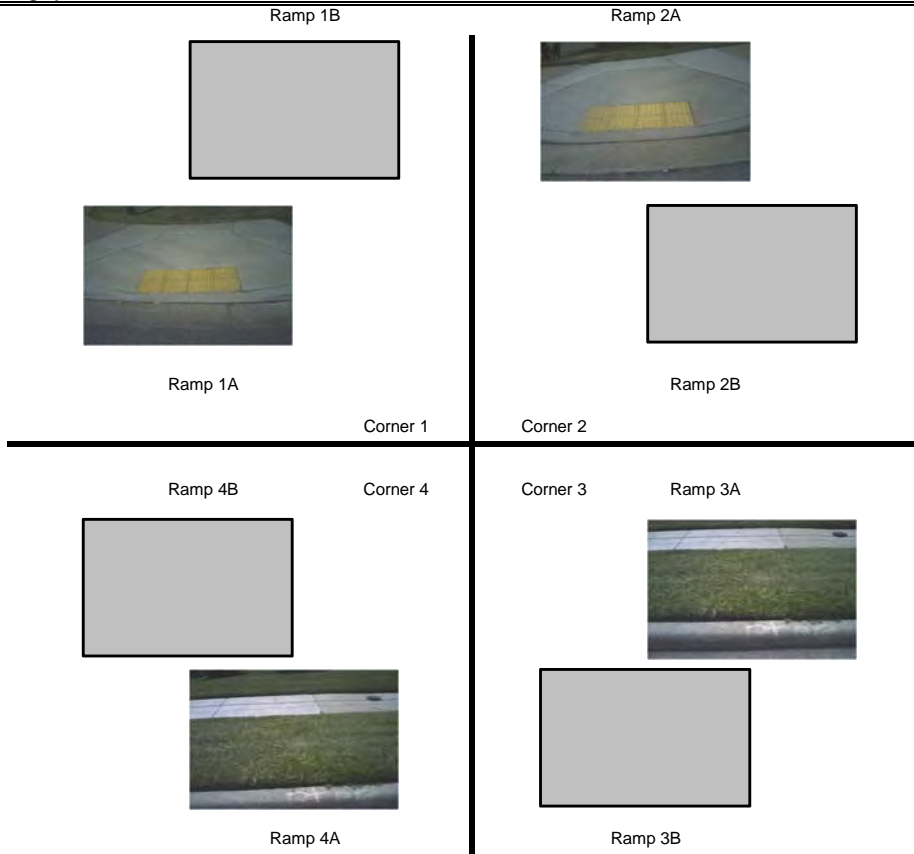 Ramp 1B
Ramp 2A
Ramp 1A
Ramp 2B
Corner 1
Corner 2
Ramp 4B
Corner 4
Corner 3
Ramp 3A
Ramp 4A
Ramp 3B